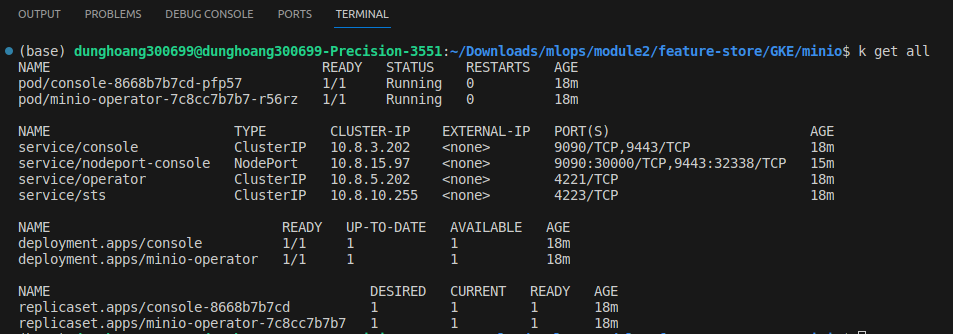 OUTPUT PROBLEMS DEBUG CONSOLE PORTS TERMINAL
(base) dunghoang300699@dunghoang300699-Precision-3551:~/Downloads/mlops/module2/feature-store/GKE/minio$ k get all
NAME READY STATUS RESTARTS AGE
pod/console-8668b7b7cd-pfp57 1/1 Running 0 18m
pod/minio-operator-7c8cc7b7b7-r56rz 1/1 Running 0 18m
NAME TYPE CLUSTER-IP EXTERNAL-IP PORT(S) AGE
service/console ClusterIP 10.8.3.202 <none> 9090/TCP,9443/TCP 18m
service/nodeport-console NodePort 10.8.15.97 <none> 9090:30000/TCP,9443:32338/TCP 15m
service/operator ClusterIP 10.8.5.202 <none> 4221/TCP 18m
service/sts ClusterIP 10.8.10.255 <none> 4223/TCP 18m
NAME READY UP-TO-DATE AVAILABLE AGE
deployment.apps/console 1/1 1 1 18m
deployment.apps/minio-operator 1/1 1 1 18m
NAME DESIRED CURRENT READY AGE
replicaset.apps/console-8668b7b7cd 1 1 1 18m
replicaset.apps/minio-operator-7c8cc7b7b7 1 1 1 18m